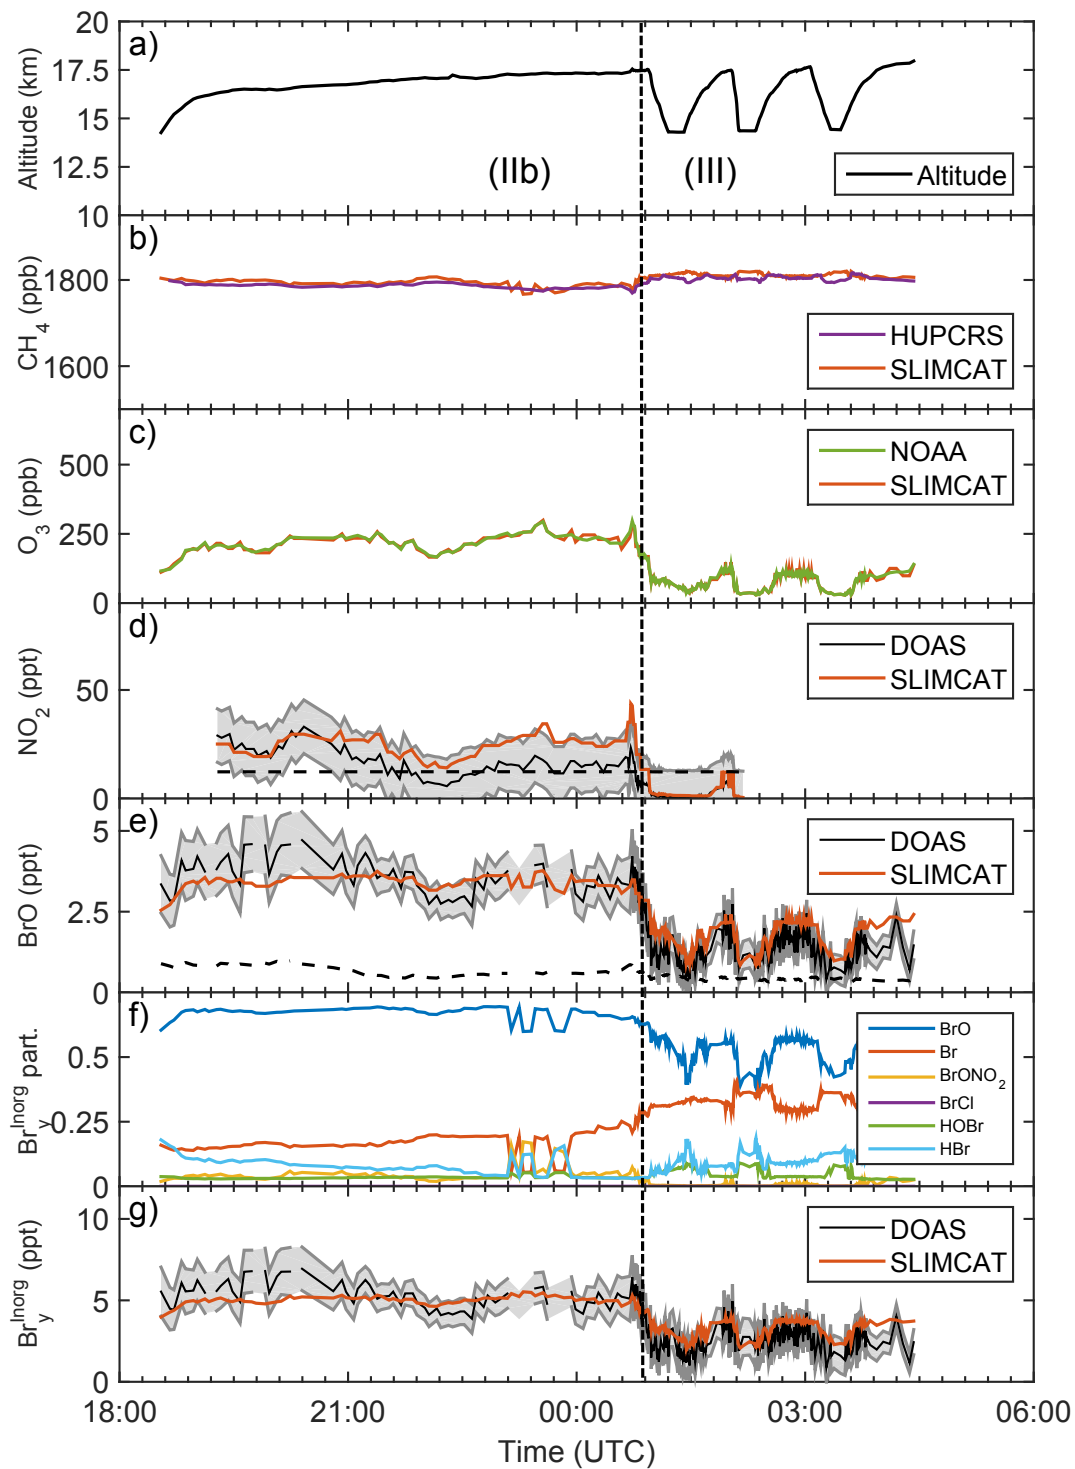 a)
Altitude (km)
20
17.5
15
12.5
10
(IIb)
(III)
Altitude
b)
CH4 (ppb)
1800
1600
HUPCRS
SLIMCAT
c)
O3 (ppb)
500
250
0
NOAA
SLIMCAT
d)
NO2 (ppt)
50
0
DOAS
SLIMCAT
e)
BrO (ppt)
5
2.5
0
DOAS
SLIMCAT
f)
Br_y^Inorg part.
0.5
0.25
0
BrO
Br
BrONO2
BrCl
HOBr
HBr
g)
Br_y^Inorg (ppt)
10
5
0
DOAS
SLIMCAT
18:00 21:00 00:00 03:00 06:00
Time (UTC)